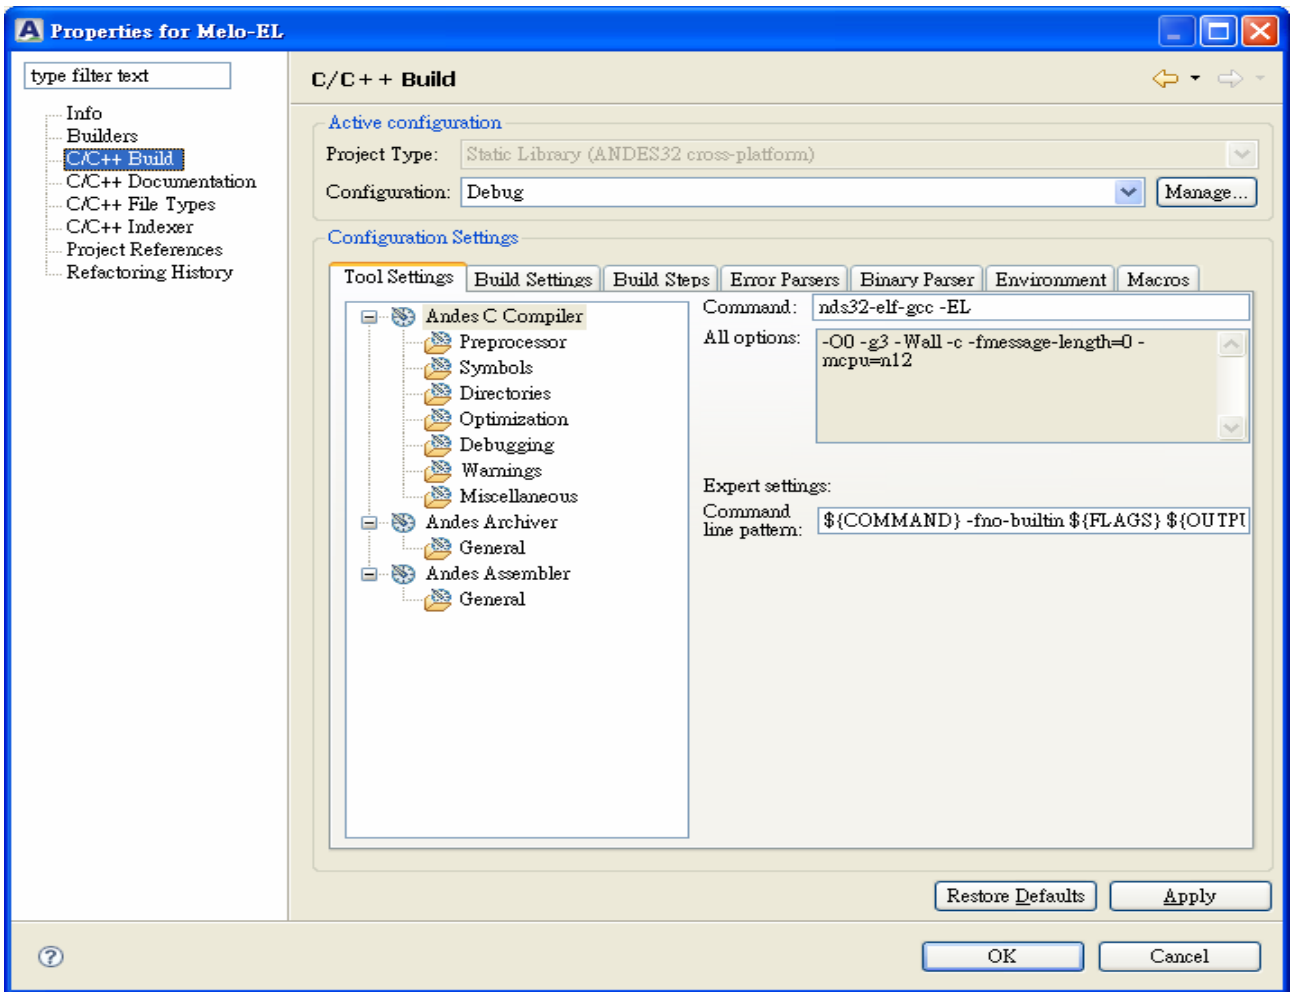 Properties for Melo-EL
type filter text
Info
Builders
C/C++ Build
C/C++ Documentation
C/C++ File Types
C/C++ Indexer
Project References
Refactoring History
C/C++ Build
Active configuration
Project Type: Static Library (ANDES32 cross-platform)
Configuration: Debug Manage...
Configuration Settings
Tool Settings Build Settings Build Steps Error Parsers Binary Parser Environment Macros
Andes C Compiler
Preprocessor
Symbols
Directories
Optimization
Debugging
Warnings
Miscellaneous
Andes Archiver
General
Andes Assembler
General
Command: nds32-elf-gcc -EL
All options: -O0 -g3 -Wall -c -fmessage-length=0 -
mcpu=n12
Expert settings:
Command
line pattern: ${COMMAND} -fno-builtin ${FLAGS} ${OUTPU
Restore Defaults Apply
OK Cancel